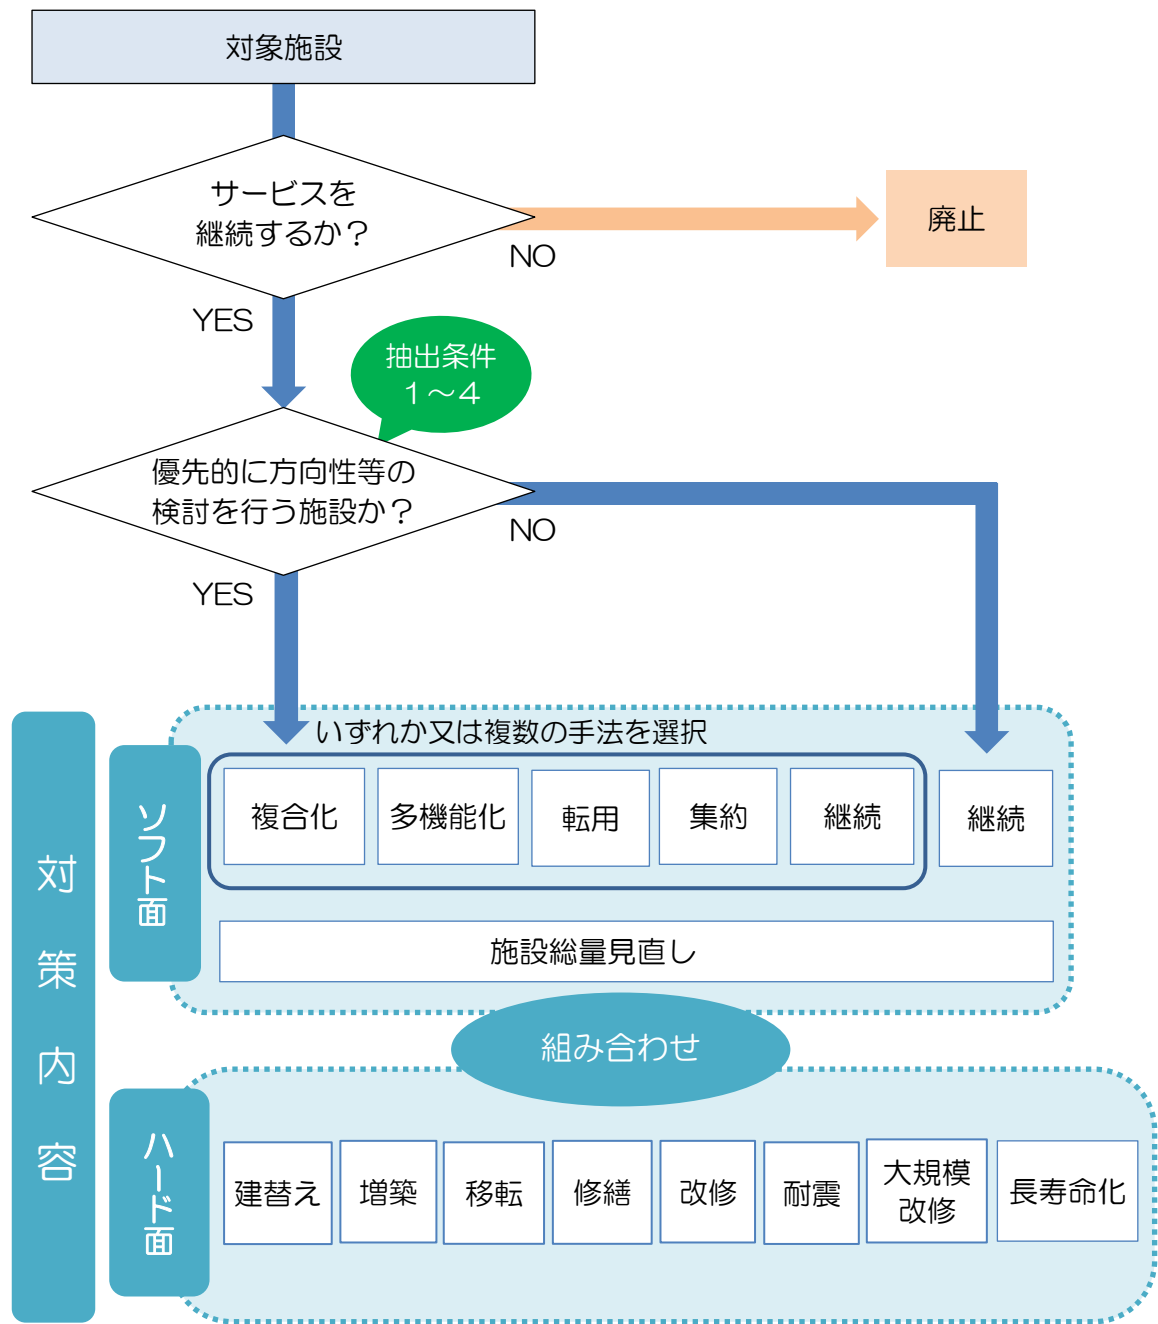 対象施設
サービスを
継続するか？
NO
廃止
YES
抽出条件
１～４
優先的に方向性等の
検討を行う施設か？
NO
YES
対策内容
ソフト面
いずれか又は複数の手法を選択
複合化
多機能化
転用
集約
継続
継続
施設総量見直し
組み合わせ
ハード面
建替え
増築
移転
修繕
改修
耐震
大規模
改修
長寿命化